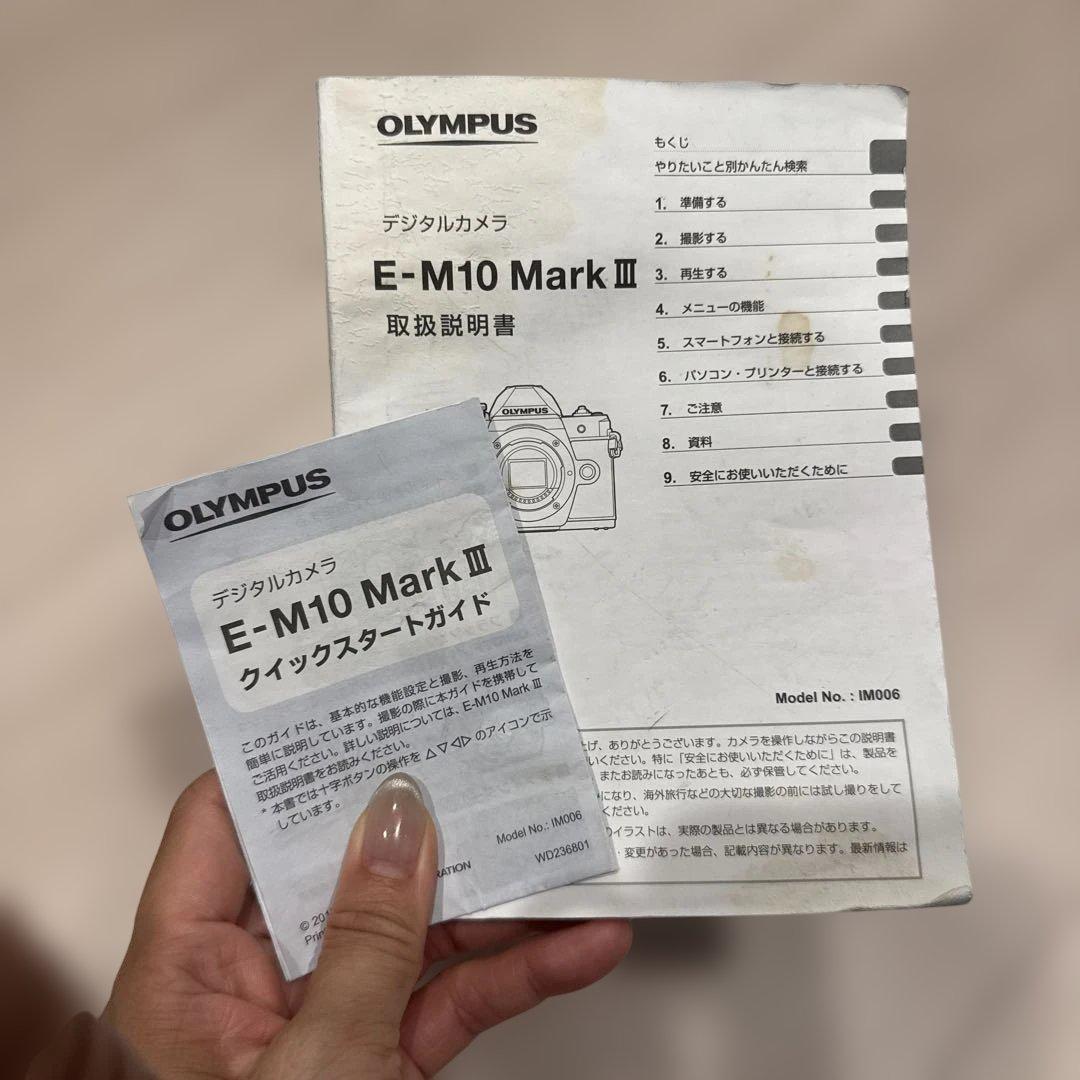 OLYMPUS
デジタルカメラ
E-M10 Mark III
取扱説明書
もくじ
やりたいこと別かんたん検索
1. 準備する
2. 撮影する
3. 再生する
4. メニューの機能
5. スマートフォンと接続する
6. パソコン・プリンターと接続する
7. ご注意
8. 資料
9. 安全にお使いいただくために
OLYMPUS
Model No. : IM006
げ、ありがとうございます。カメラを操作しながらこの説明書
いください。特に「安全にお使いいただくために」は、製品を
またお読みになったあとも、必ず保管してください。
になり、海外旅行などの大切な撮影の前には試し撮りをして
ください。
のイラストは、実際の製品とは異なる場合があります。
・変更があった場合、記載内容が異なります。最新情報は
OLYMPUS
デジタルカメラ
E-M10 Mark III
クイックスタートガイド
このガイドは、基本的な機能設定と撮影、再生方法を
簡単に説明しています。撮影の際に本ガイドを携帯して
ご活用ください。詳しい説明については、E-M10 Mark III
取扱説明書をお読みください。
* 本書では十字ボタンの操作を △▽◁▷ のアイコンで示
しています。
Model No.: IM006
WD236801
RATION
© 201
Prin